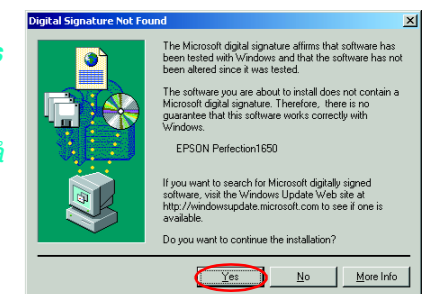 Digital Signature Not Found
The Microsoft digital signature affirms that software has
been tested with Windows and that the software has not
been altered since it was tested.
The software you are about to install does not contain a
Microsoft digital signature. Therefore, there is no
guarantee that this software works correctly with
Windows.
EPSON Perfection1650
If you want to search for Microsoft digitally signed
software, visit the Windows Update Web site at
http://windowsupdate.microsoft.com to see if one is
available.
Do you want to continue the installation?
Yes No More Info